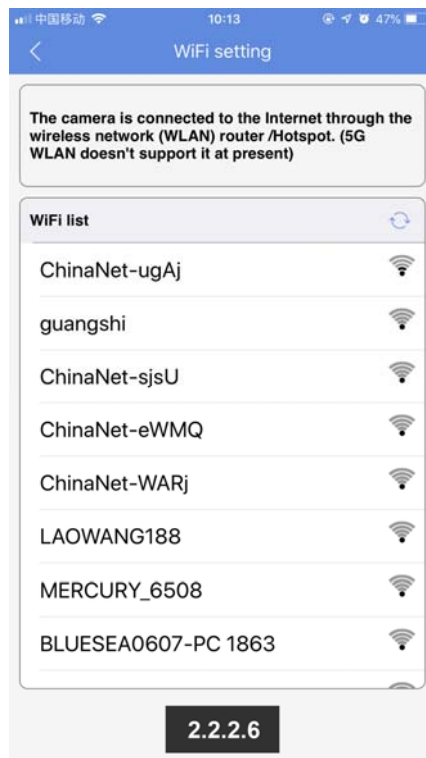 中国移动 10:13 47%
WiFi setting
The camera is connected to the Internet through the
wireless network (WLAN) router /Hotspot. (5G
WLAN doesn't support it at present)
WiFi list
ChinaNet-ugAj
guangshi
ChinaNet-sjsU
ChinaNet-eWMQ
ChinaNet-WARj
LAOWANG188
MERCURY_6508
BLUESEA0607-PC 1863
2.2.2.6